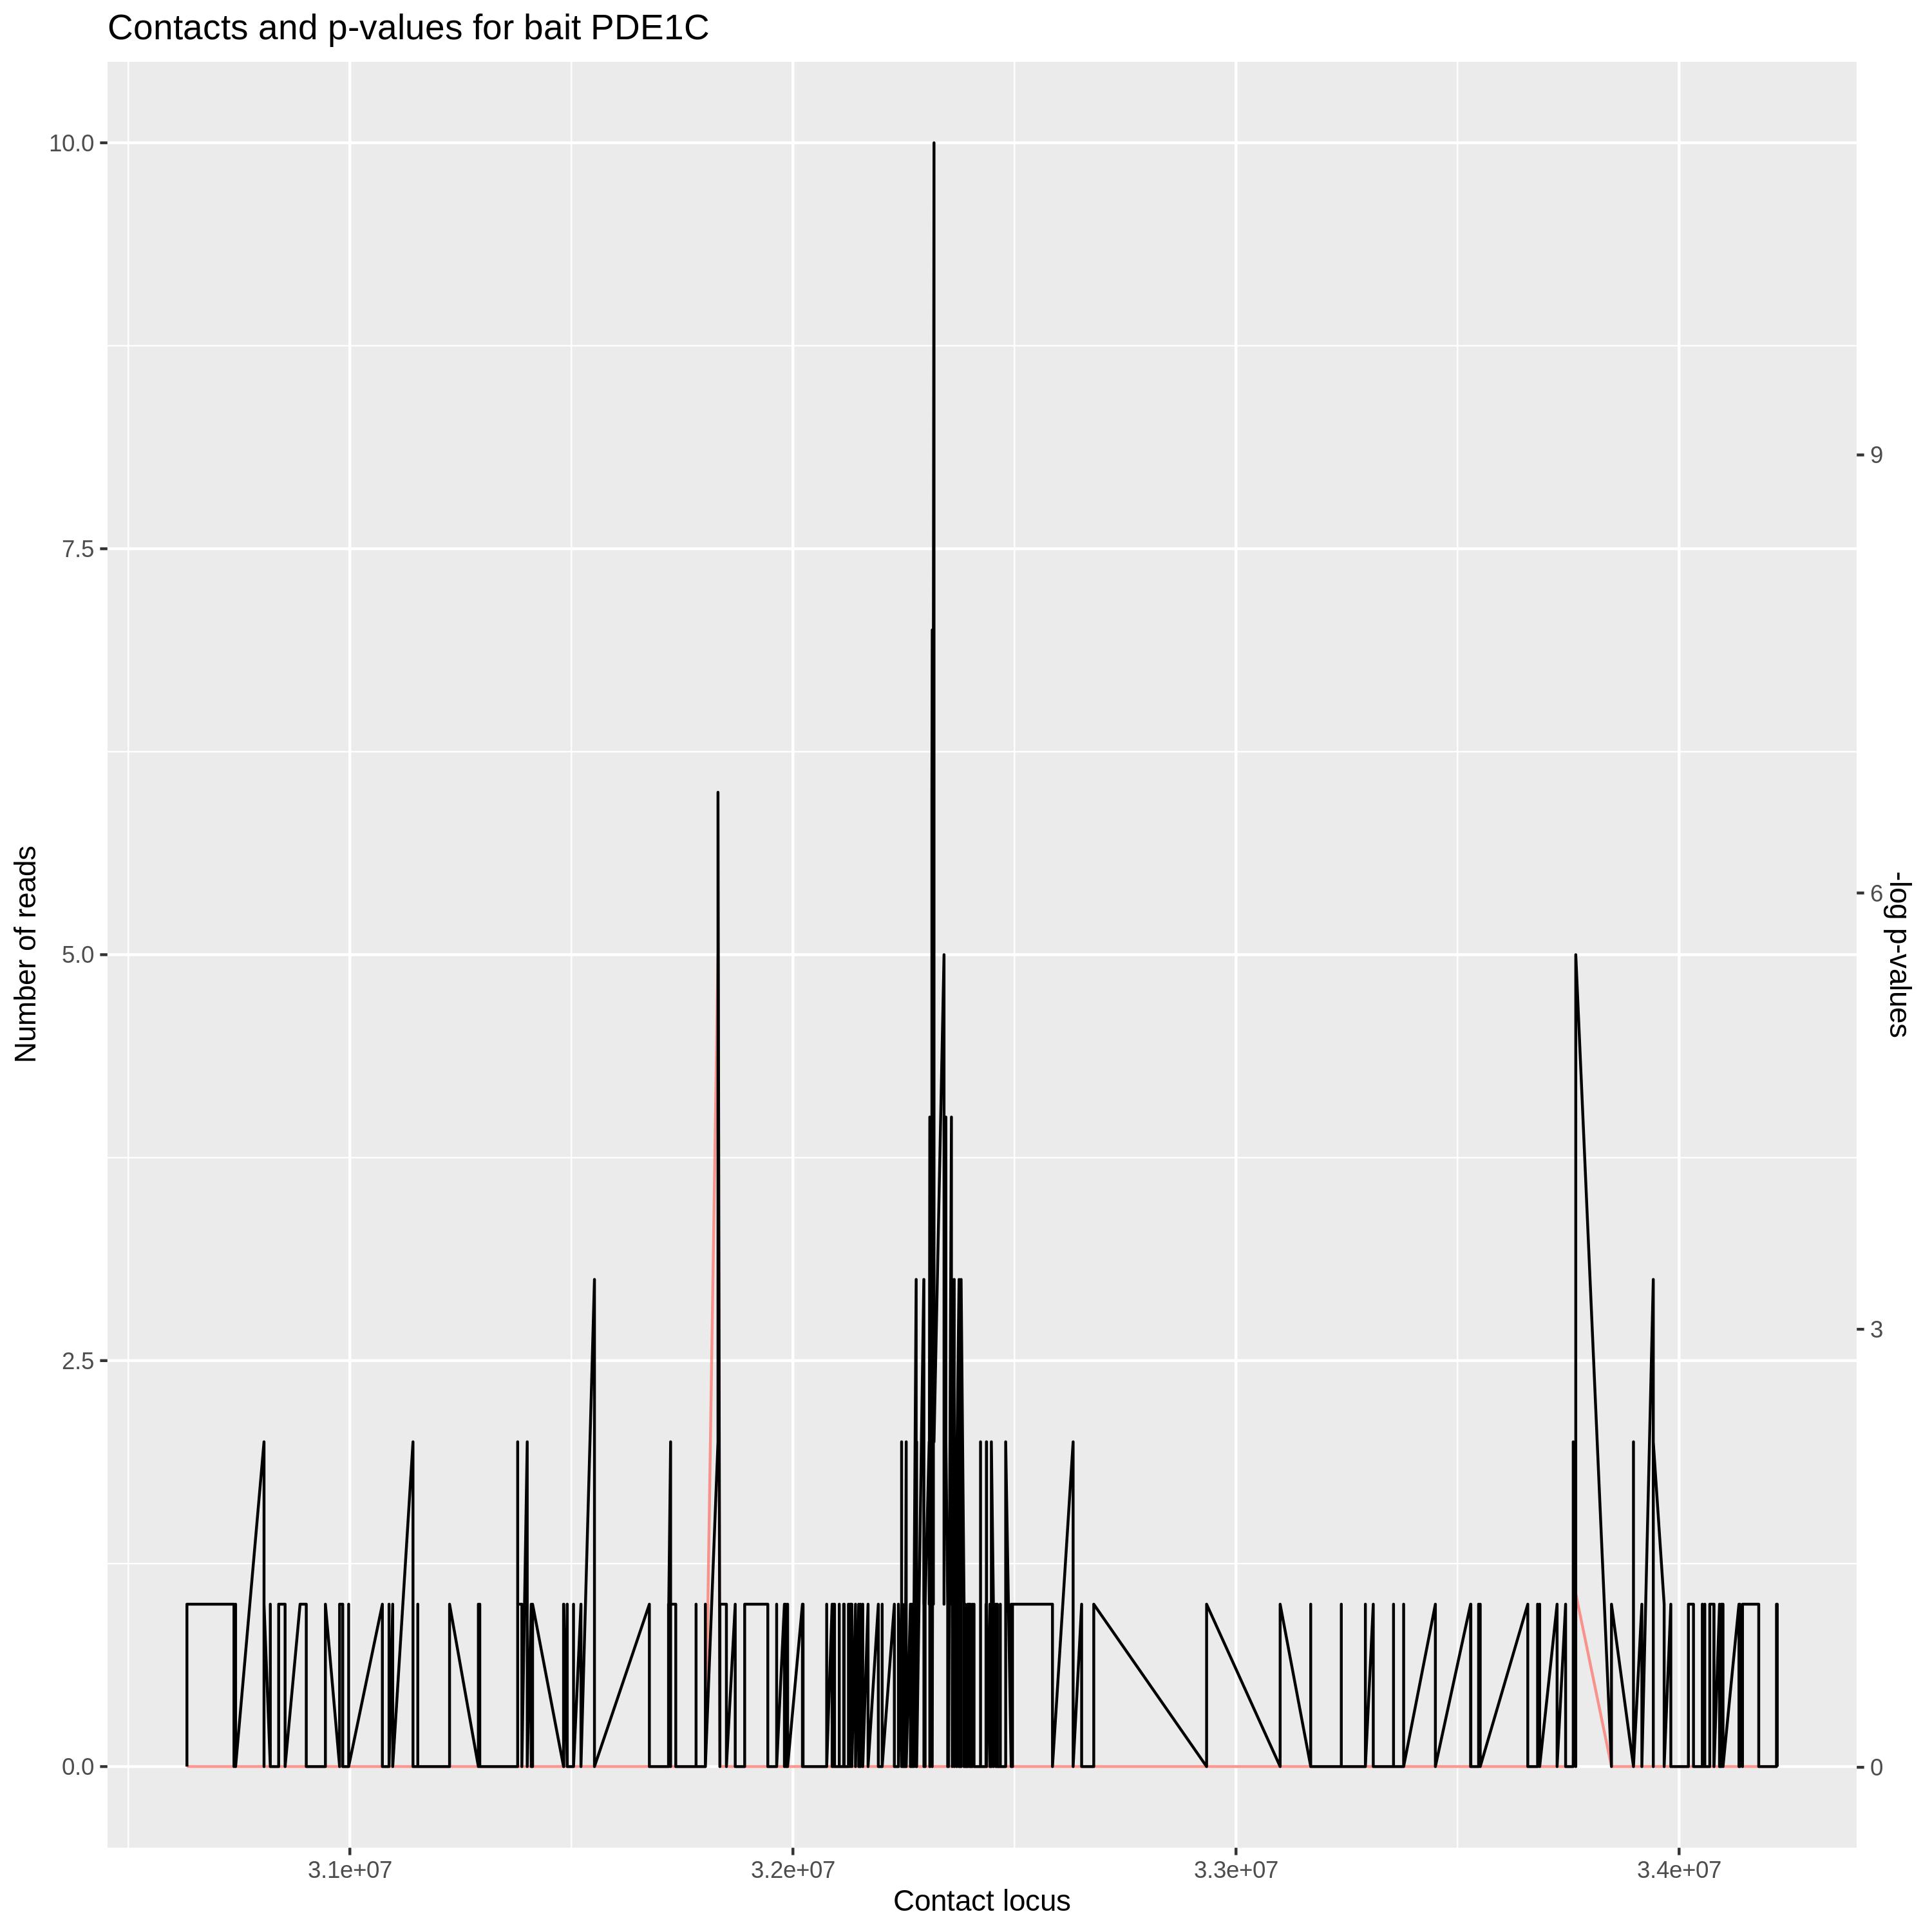 Contacts and p-values for bait PDE1C
10.0
7.5
5.0
2.5
0.0
Number of reads
9
6
3
0
-log p-values
3.1e+07 3.2e+07 3.3e+07 3.4e+07
Contact locus